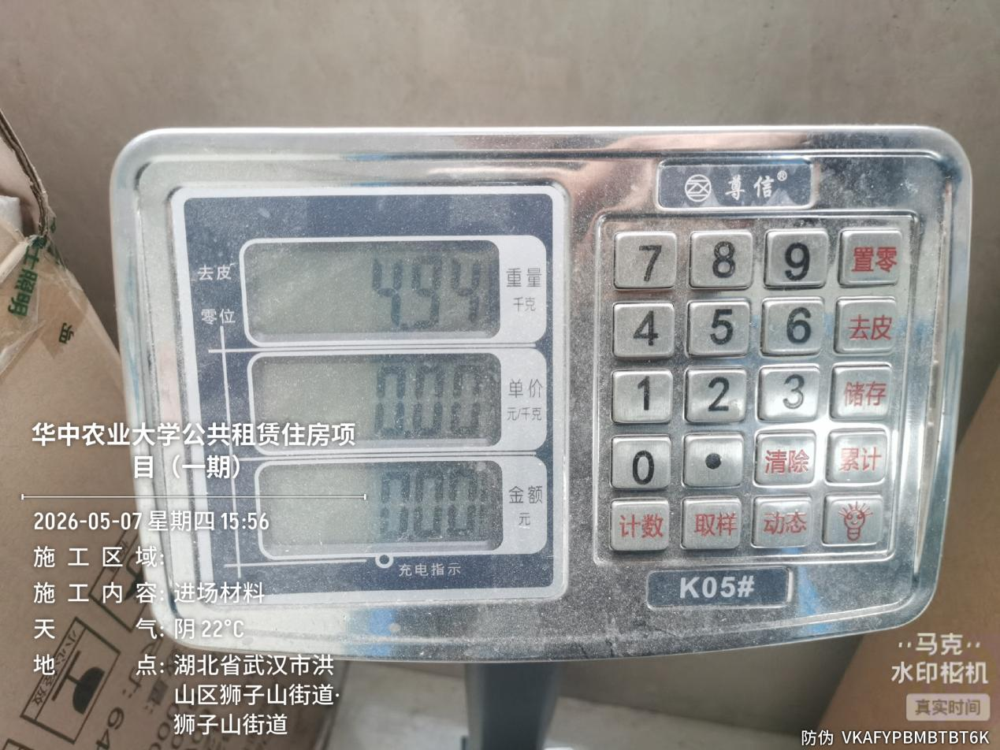 尊信®
去皮
零位
4.94
重量
千克
0.00
单价
元/千克
0.00
金额
元
充电指示
7
8
9
置零
4
5
6
去皮
1
2
3
储存
0
•
清除
累计
计数
取样
动态
K05#
士照明
华中农业大学公共租赁住房项
目（一期）
2026-05-07 星期四 15:56
施工区域:
施工内容: 进场材料
天气: 阴 22°C
地点: 湖北省武汉市洪
山区狮子山街道·
狮子山街道
马克
水印相机
真实时间
防伪 VKAFYPBMBTBT6K